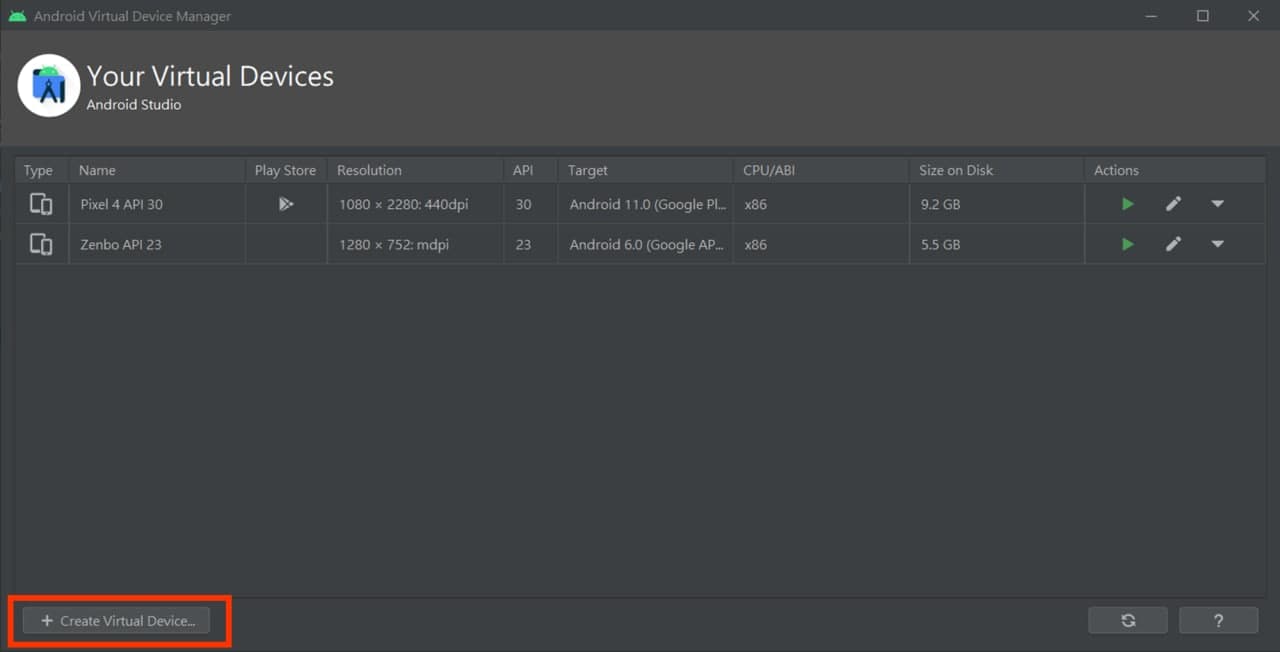 Android Virtual Device Manager
Your Virtual Devices
Android Studio
Type Name Play Store Resolution API Target CPU/ABI Size on Disk Actions
Pixel 4 API 30 1080 × 2280: 440dpi 30 Android 11.0 (Google Pl... x86 9.2 GB
Zenbo API 23 1280 × 752: mdpi 23 Android 6.0 (Google AP... x86 5.5 GB
+ Create Virtual Device... ?